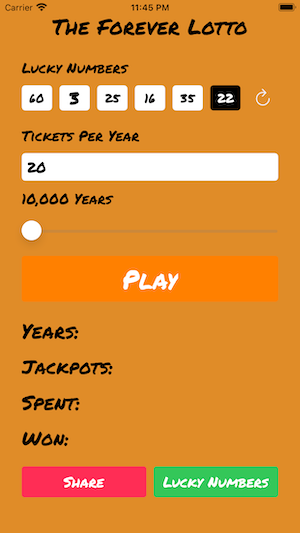 Carrier 11:45 PM
The Forever Lotto
Lucky Numbers
60 3 25 16 35 22
Tickets Per Year
20
10,000 Years
Play
Years:
Jackpots:
Spent:
Won:
Share Lucky Numbers